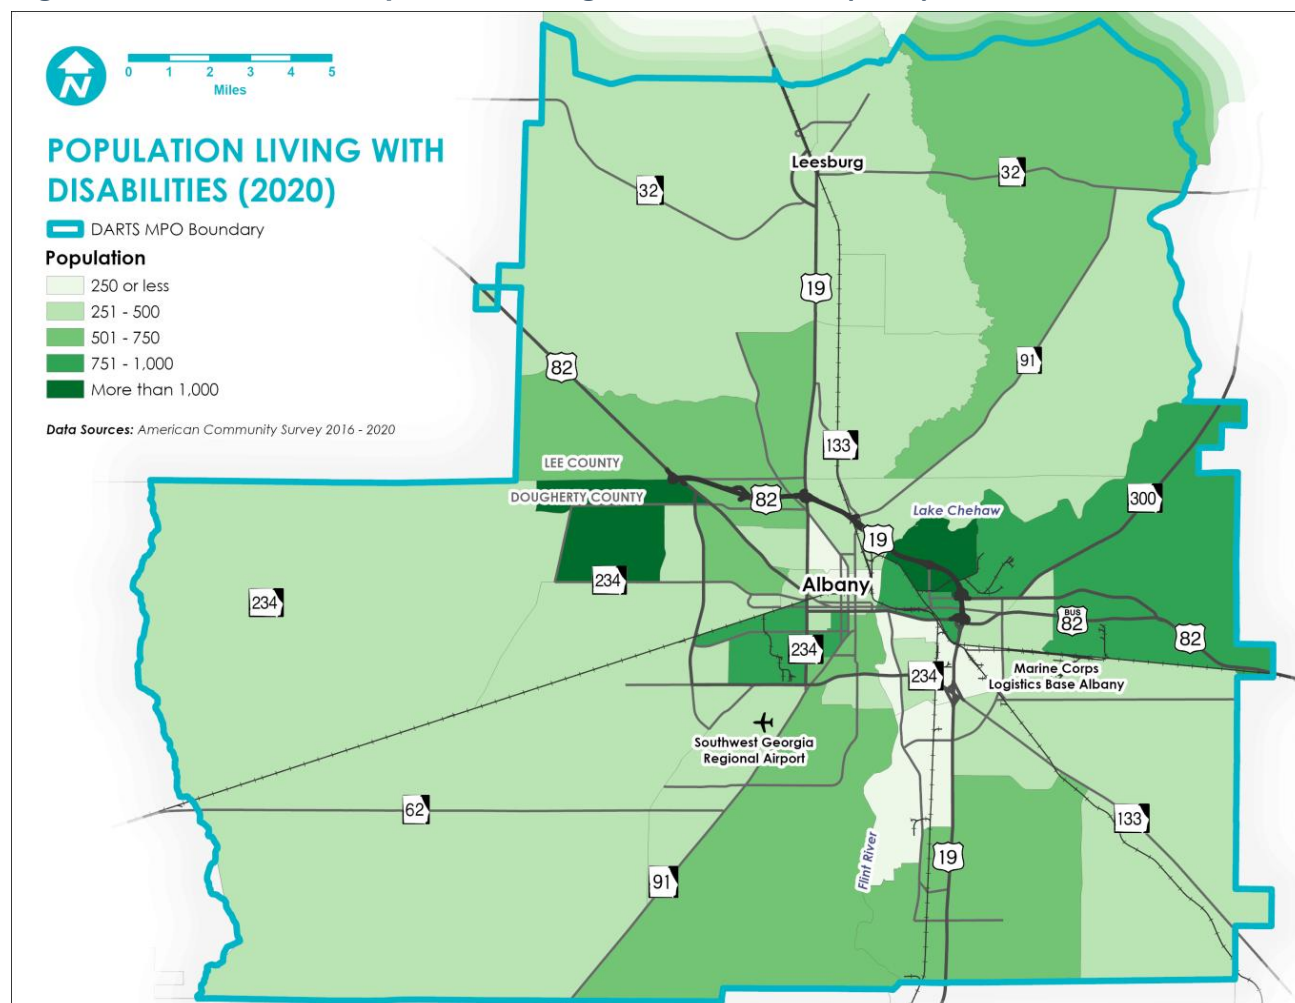 N
0 1 2 3 4 5
Miles
POPULATION LIVING WITH
DISABILITIES (2020)
DARTS MPO Boundary
Population
250 or less
251 - 500
501 - 750
751 - 1,000
More than 1,000
Data Sources: American Community Survey 2016 - 2020
Leesburg
32
32
19
82
91
133
LEE COUNTY
DOUGHERTY COUNTY
82
300
Lake Chehaw
19
234
234
Albany
BUS
82
82
234
234
Marine Corps
Logistics Base Albany
Southwest Georgia
Regional Airport
62
133
Flint River
19
91